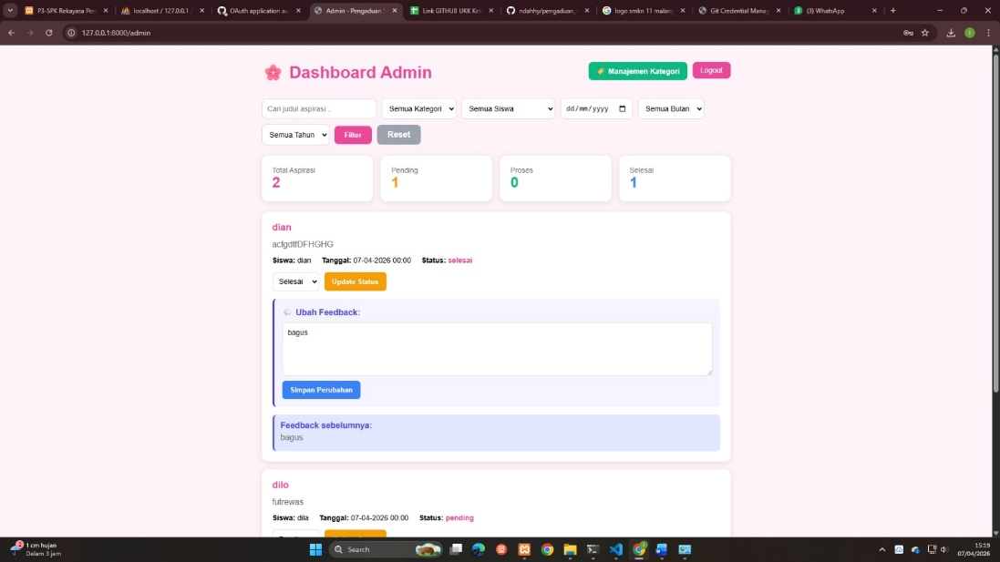 P3-SPK Rekayasa Per
localhost / 127.0.0.1 /
OAuth application au
Admin - Pengaduan S
Link GITHUB UKK Kel
ndahhy/pengaduan_
logo smkn 11 malang
Git Credential Manag
(3) WhatsApp
127.0.0.1:8000/admin
Dashboard Admin
Manajemen Kategori
Logout
Cari judul aspirasi...
Semua Kategori
Semua Siswa
dd/mm/yyyy
Semua Bulan
Semua Tahun
Filter
Reset
Total Aspirasi
2
Pending
1
Proses
0
Selesai
1
dian
acfgdtfDFHGHG
Siswa: dian Tanggal: 07-04-2026 00:00 Status: selesai
Selesai
Update Status
Ubah Feedback:
bagus
Simpan Perubahan
Feedback sebelumnya:
bagus
dilo
futrewas
Siswa: dila Tanggal: 07-04-2026 00:00 Status: pending
1 cm hujan
Dalam 3 jam
Search
15:19
07/04/2026